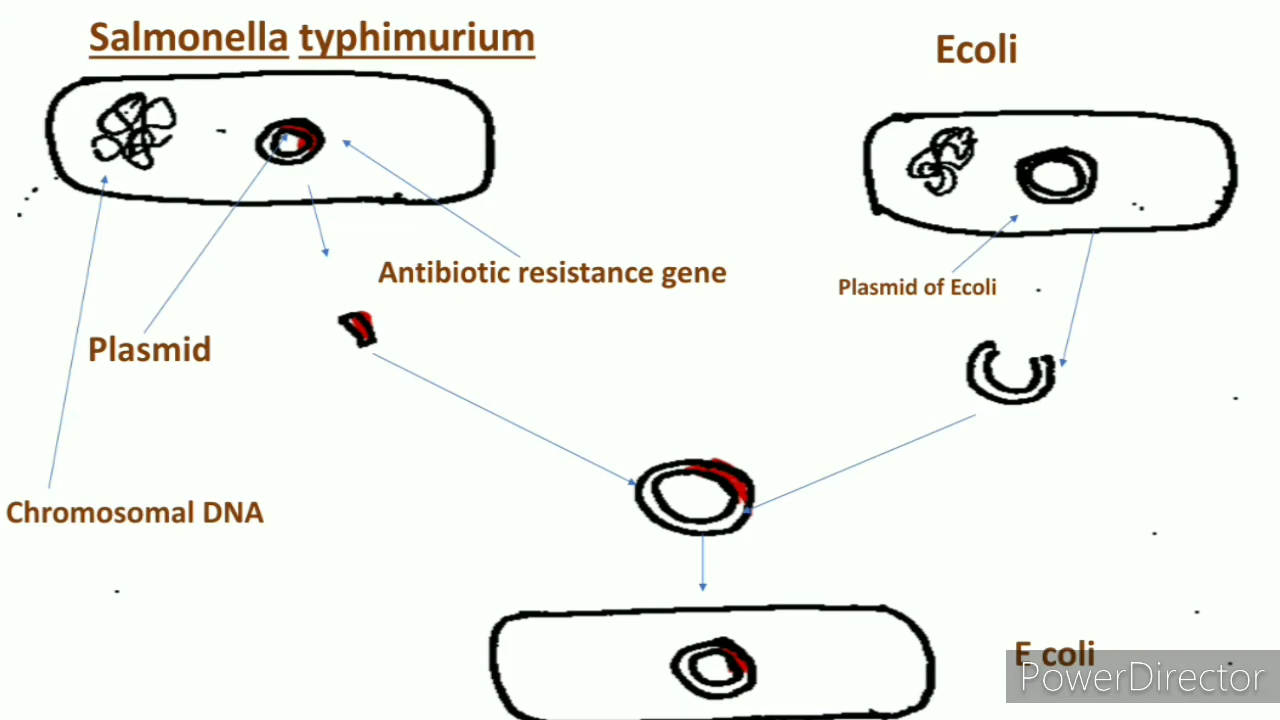 Salmonella typhimurium
Ecoli
Antibiotic resistance gene
Plasmid of Ecoli
Plasmid
Chromosomal DNA
E coli
PowerDirector